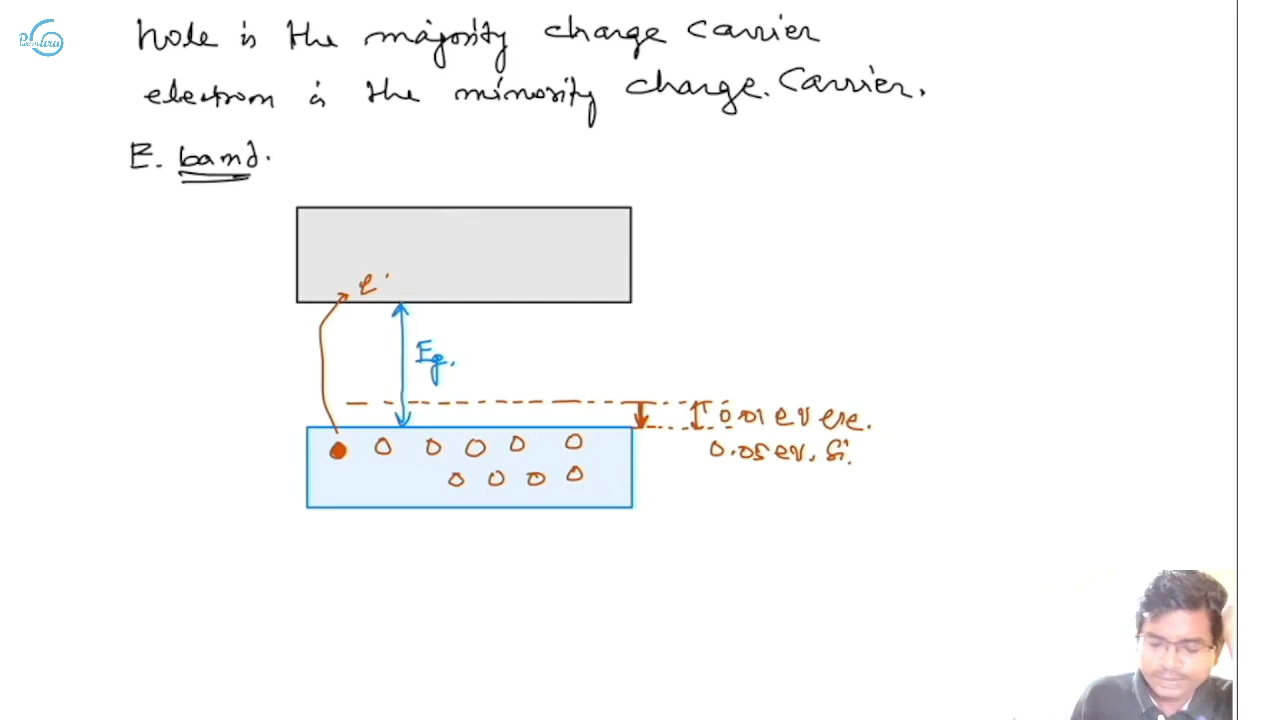 hole is the majority charge carrier
electron is the minority charge. carrier.
E. band.
e
Eg.
0.01 ev
0.05 ev. Si.